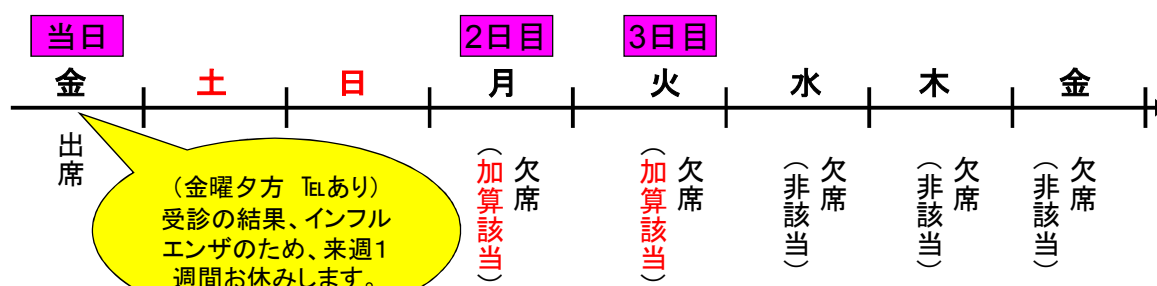 当日
2日目
3日目
金
土
日
月
火
水
木
金
出席
（金曜夕方 ℡あり）
受診の結果、インフル
エンザのため、来週１
週間お休みします。
欠席
（加算該当）
欠席
（加算該当）
欠席
（非該当）
欠席
（非該当）
欠席
（非該当）